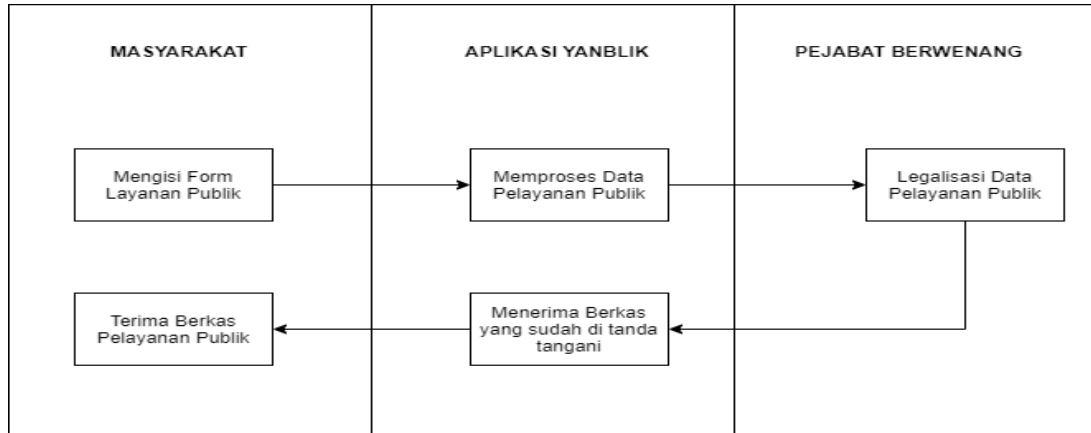 MASYARAKAT
APLIKASI YANBLIK
PEJABAT BERWENANG
Mengisi Form
Layanan Publik
Memproses Data
Pelayanan Publik
Legalisasi Data
Pelayanan Publik
Terima Berkas
Pelayanan Publik
Menerima Berkas
yang sudah di tanda
tangani